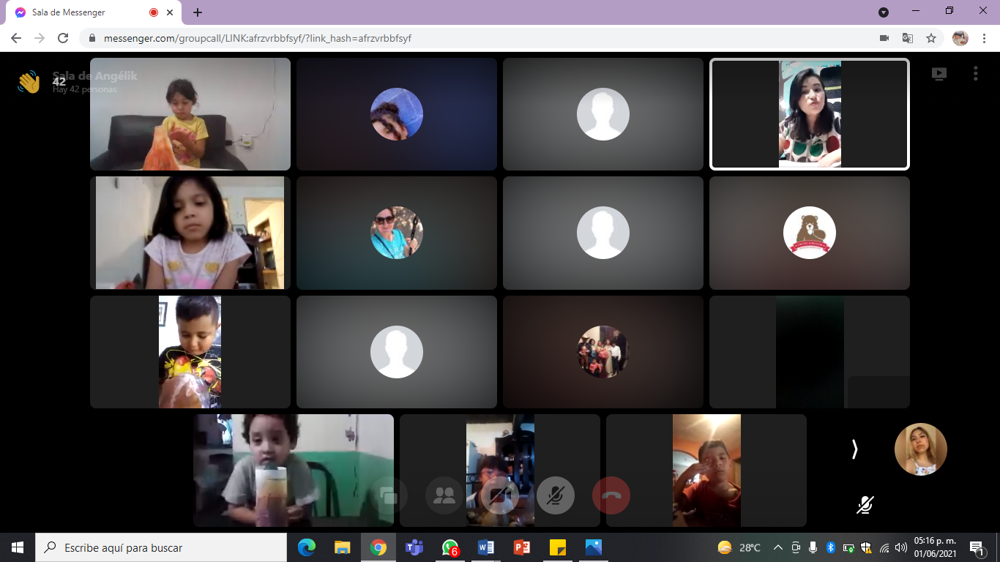 Sala de Messenger
messenger.com/groupcall/LINK:afrzvrbbfsyf/?link_hash=afrzvrbbfsyf
42
Sala de Angélik
Hay 42 personas
Escribe aquí para buscar
6
28°C
05:16 p. m.
01/06/2021
1